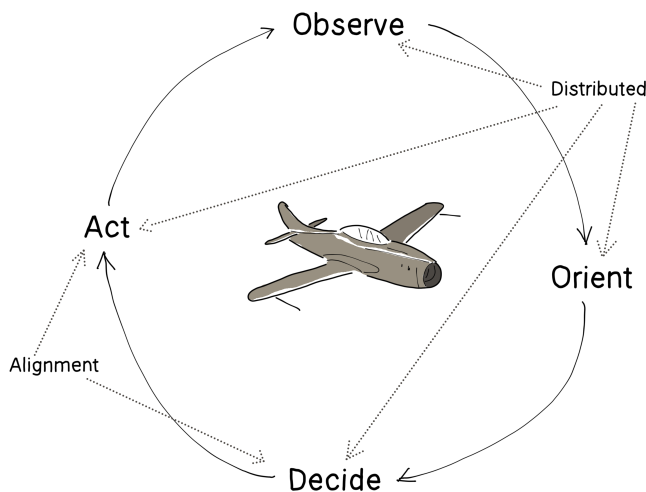 Observe
Distributed
Act
Orient
Alignment
Decide